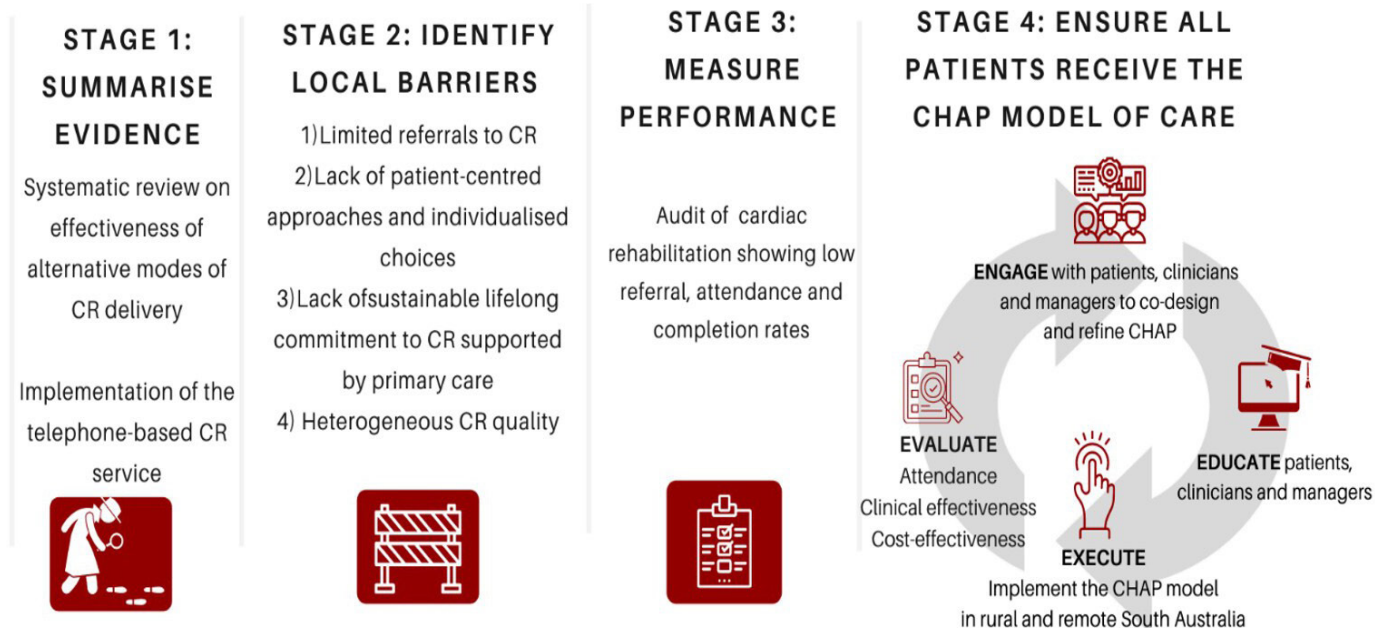 STAGE 1:
SUMMARISE
EVIDENCE
Systematic review on
effectiveness of
alternative modes of
CR delivery
Implementation of the
telephone-based CR
service
STAGE 2: IDENTIFY
LOCAL BARRIERS
1)Limited referrals to CR
2)Lack of patient-centred
approaches and individualised
choices
3)Lack ofsustainable lifelong
commitment to CR supported
by primary care
4) Heterogeneous CR quality
STAGE 3:
MEASURE
PERFORMANCE
Audit of cardiac
rehabilitation showing low
referral, attendance and
completion rates
STAGE 4: ENSURE ALL
PATIENTS RECEIVE THE
CHAP MODEL OF CARE
ENGAGE with patients, clinicians
and managers to co-design
and refine CHAP
EDUCATE patients,
clinicians and managers
EXECUTE
Implement the CHAP model
in rural and remote South Australia
EVALUATE
Attendance
Clinical effectiveness
Cost-effectiveness